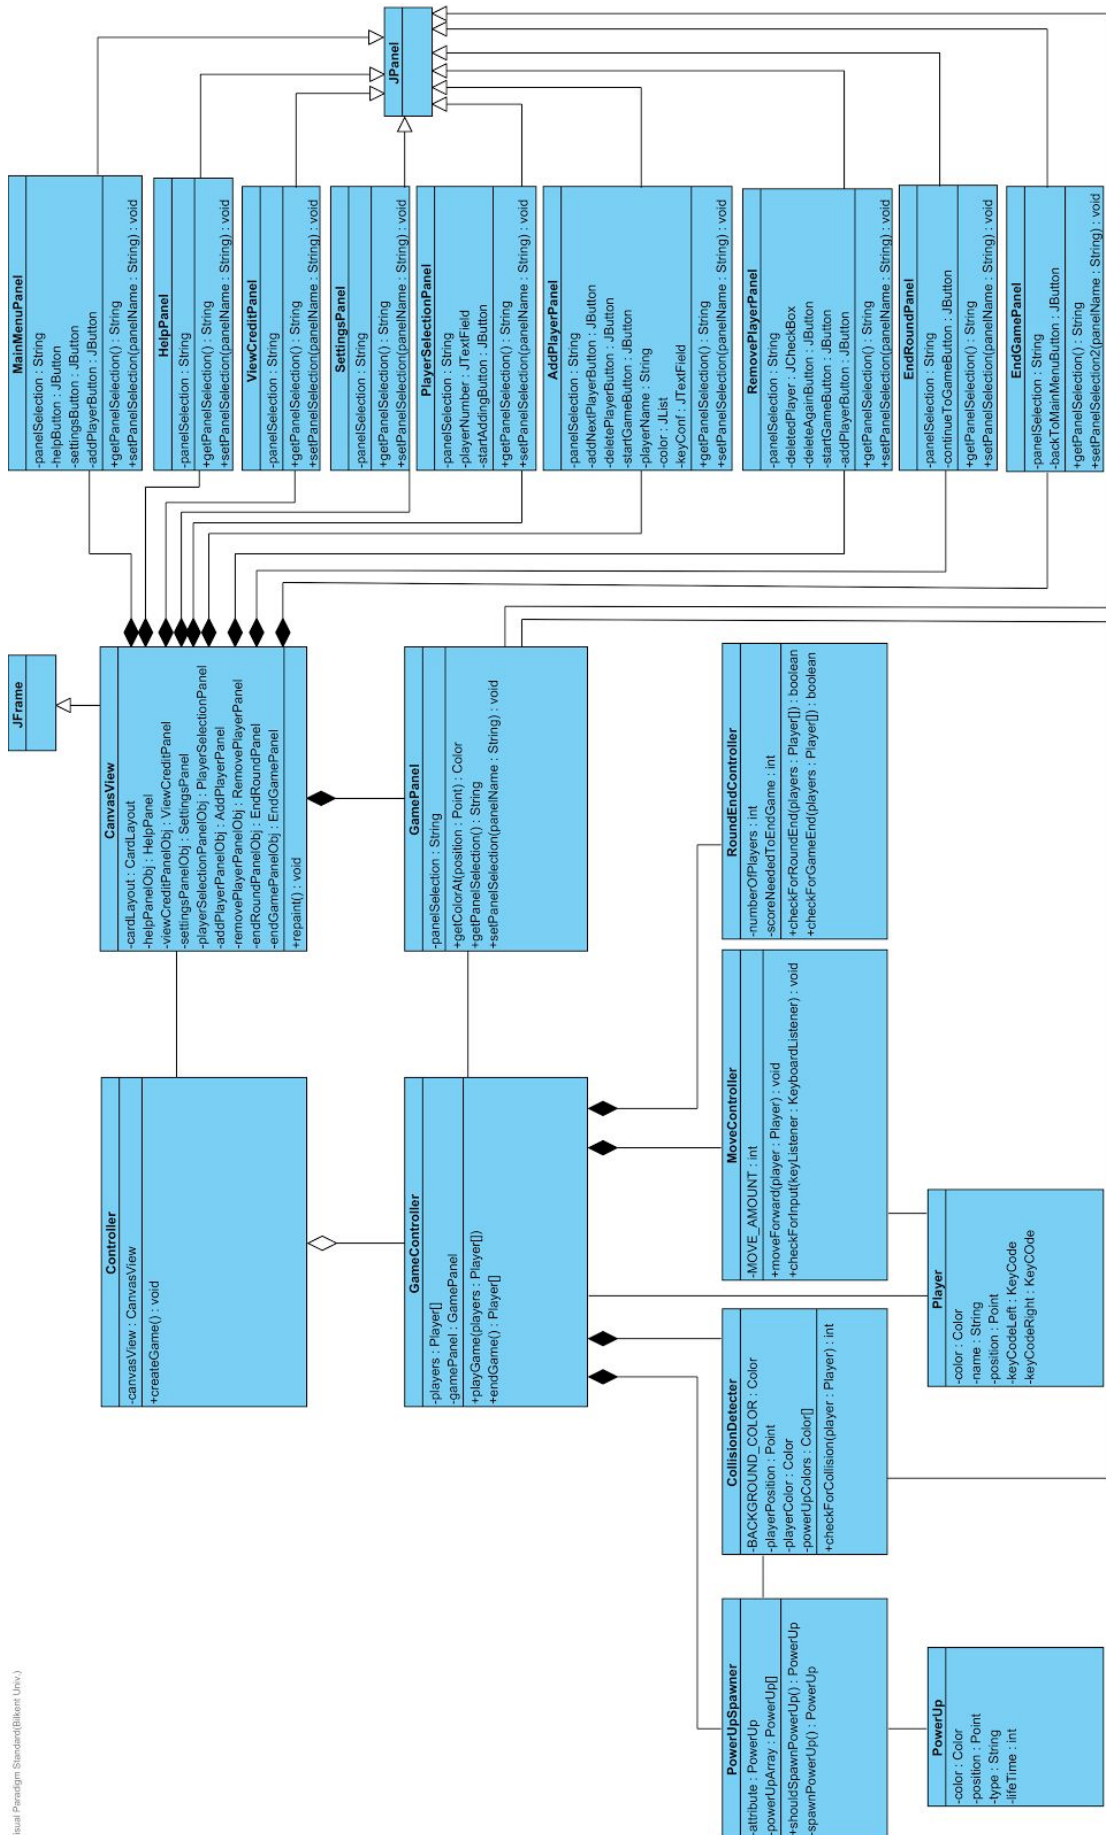 isual Paradigm Standard(Bilkent Univ.)
Controller
-canvasView : CanvasView
+createGame() : void
CanvasView
-cardLayout : CardLayout
-helpPanelObj : HelpPanel
-viewCreditPanelObj : ViewCreditPanel
-settingsPanelObj : SettingsPanel
-playerSelectionPanelObj : PlayerSelectionPanel
-addPlayerPanelObj : AddPlayerPanel
-removePlayerPanelObj : RemovePlayerPanel
-endRoundPanelObj : EndRoundPanel
-endGamePanelObj : EndGamePanel
+repaint() : void
JFrame
MainMenuPanel
-panelSelection : String
-helpButton : JButton
-settingsButton : JButton
-addPlayerButton : JButton
+getPanelSelection() : String
+setPanelSelection(panelName : String) : void
HelpPanel
-panelSelection : String
+getPanelSelection() : String
+setPanelSelection(panelName : String) : void
ViewCreditPanel
-panelSelection : String
+getPanelSelection() : String
+setPanelSelection(panelName : String) : void
SettingsPanel
-panelSelection : String
+getPanelSelection() : String
+setPanelSelection(panelName : String) : void
JPanel
PlayerSelectionPanel
-panelSelection : String
-playerNumber : JTextField
-startAddingButton : JButton
+getPanelSelection() : String
+setPanelSelection(panelName : String) : void
AddPlayerPanel
-panelSelection : String
-addNextPlayerButton : JButton
-deletePlayerButton : JButton
-startGameButton : JButton
-playerName : String
-color : JList
-keyConf : JTextField
+getPanelSelection() : String
+setPanelSelection(panelName : String) : void
RemovePlayerPanel
-panelSelection : String
-deletedPlayer : JCheckBox
-deleteAgainButton : JButton
-startGameButton : JButton
-addPlayerButton : JButton
+getPanelSelection() : String
+setPanelSelection(panelName : String) : void
EndRoundPanel
-panelSelection : String
-continueToGameButton : JButton
+getPanelSelection() : String
+setPanelSelection(panelName : String) : void
EndGamePanel
-panelSelection : String
-backToMainMenuButton : JButton
+getPanelSelection() : String
+setPanelSelection2(panelName : String) : void
GameController
-players : Player[]
-gamePanel : GamePanel
+playGame(players : Player[])
+endGame() : Player[]
GamePanel
-panelSelection : String
+getColorAt(position : Point) : Color
+getPanelSelection() : String
+setPanelSelection(panelName : String) : void
PowerUpSpawner
-attribute : PowerUp
-powerUpArray : PowerUp[]
+shouldSpawnPowerUp() : PowerUp
-spawnPowerUp() : PowerUp
CollisionDetecter
-BACKGROUND_COLOR : Color
-playerPosition : Point
-playerColor : Color
-powerUpColors : Color[]
+checkForCollision(player : Player) : int
MoveController
-MOVE_AMOUNT : int
+moveForward(player : Player) : void
+checkForInput(keyListener : KeyboardListener) : void
RoundEndController
-numberOfPlayers : int
-scoreNeededToEndGame : int
+checkForRoundEnd(players : Player[]) : boolean
+checkForGameEnd(players : Player[]) : boolean
PowerUp
-color : Color
-position : Point
-type : String
-lifeTime : int
Player
-color : Color
-name : String
-position : Point
-keyCodeLeft : KeyCode
-keyCodeRight : KeyCOde